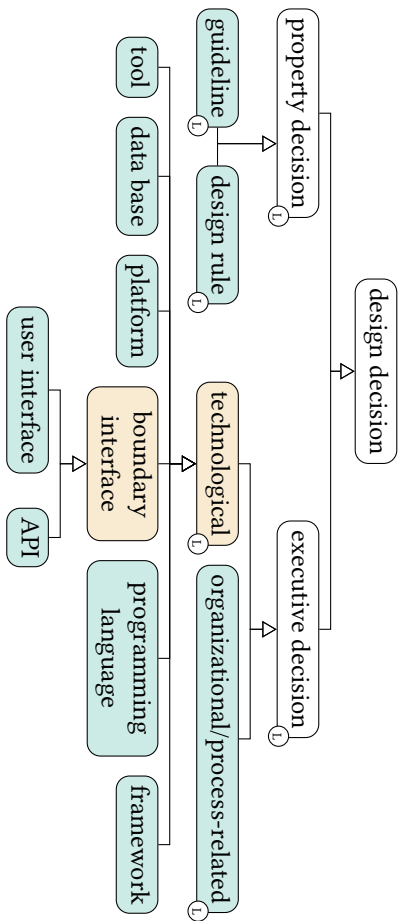 design decision
property decision
L
executive decision
L
guideline
L
design rule
L
technological
L
organizational/process-related
L
tool
data base
platform
boundary
interface
programming
language
framework
user interface
API